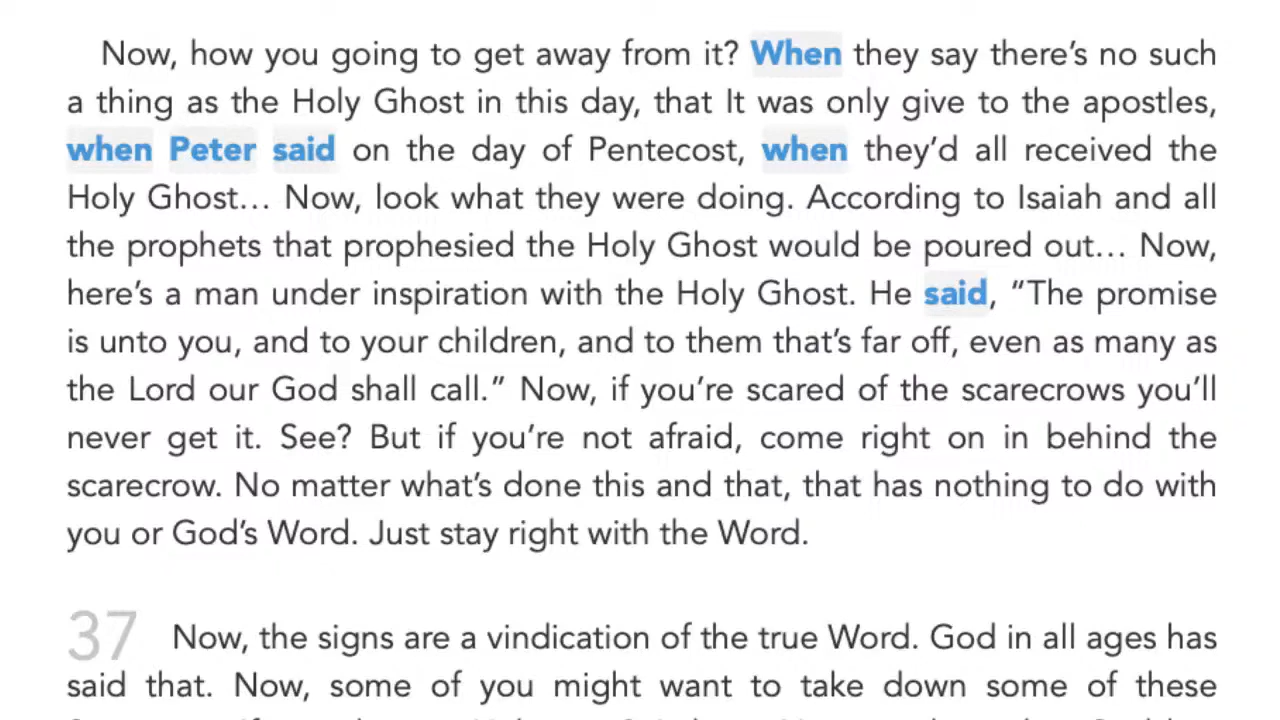 Now, how you going to get away from it? When they say there’s no such
a thing as the Holy Ghost in this day, that It was only give to the apostles,
when Peter said on the day of Pentecost, when they’d all received the
Holy Ghost… Now, look what they were doing. According to Isaiah and all
the prophets that prophesied the Holy Ghost would be poured out… Now,
here’s a man under inspiration with the Holy Ghost. He said, “The promise
is unto you, and to your children, and to them that’s far off, even as many as
the Lord our God shall call.” Now, if you’re scared of the scarecrows you’ll
never get it. See? But if you’re not afraid, come right on in behind the
scarecrow. No matter what’s done this and that, that has nothing to do with
you or God’s Word. Just stay right with the Word.
37 Now, the signs are a vindication of the true Word. God in all ages has
said that. Now, some of you might want to take down some of these